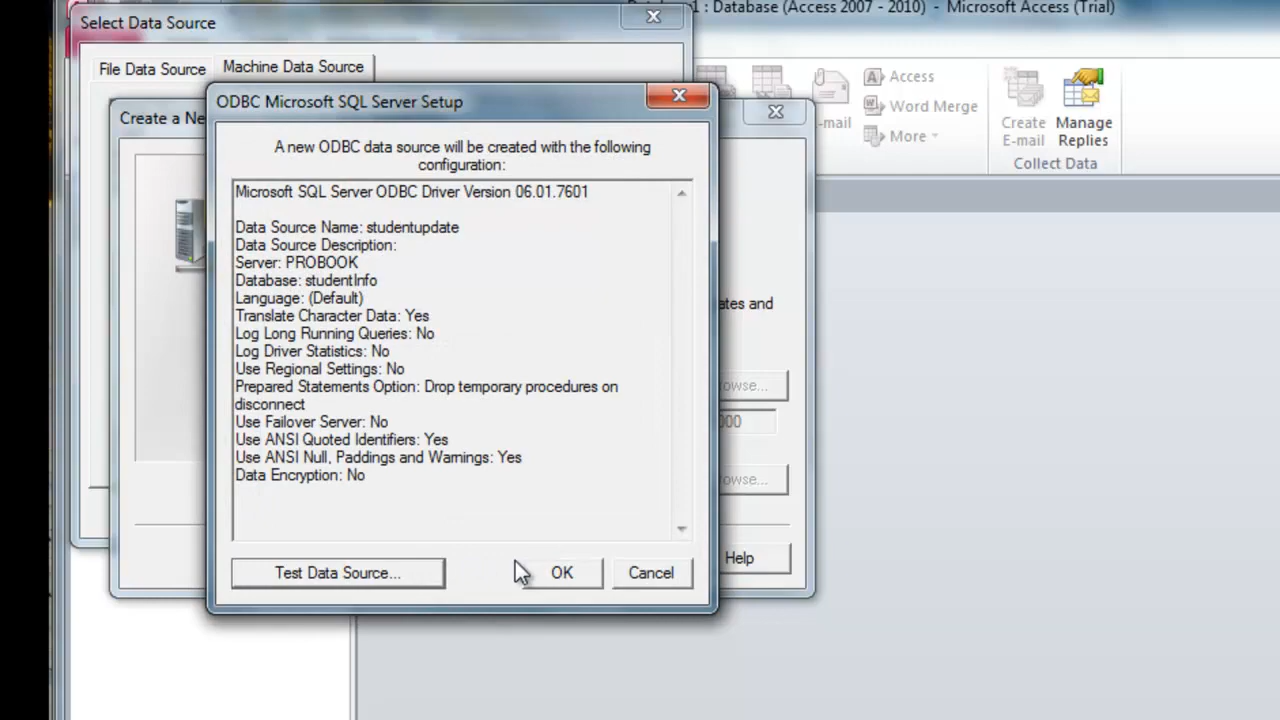 Select Data Source
: Database (Access 2007 - 2010) - Microsoft Access (Trial)
File Data Source
Machine Data Source
Access
Word Merge
More
Create E-mail
Manage Replies
Collect Data
Create a Ne
ODBC Microsoft SQL Server Setup
A new ODBC data source will be created with the following
configuration:
Microsoft SQL Server ODBC Driver Version 06.01.7601
Data Source Name: studentupdate
Data Source Description:
Server: PROBOOK
Database: studentInfo
Language: (Default)
Translate Character Data: Yes
Log Long Running Queries: No
Log Driver Statistics: No
Use Regional Settings: No
Prepared Statements Option: Drop temporary procedures on
disconnect
Use Failover Server: No
Use ANSI Quoted Identifiers: Yes
Use ANSI Null, Paddings and Warnings: Yes
Data Encryption: No
ates and
owse...
000
owse...
Help
Test Data Source...
OK
Cancel